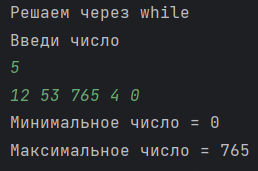 Решаем через while
Введи число
5
12 53 765 4 0
Минимальное число = 0
Максимальное число = 765